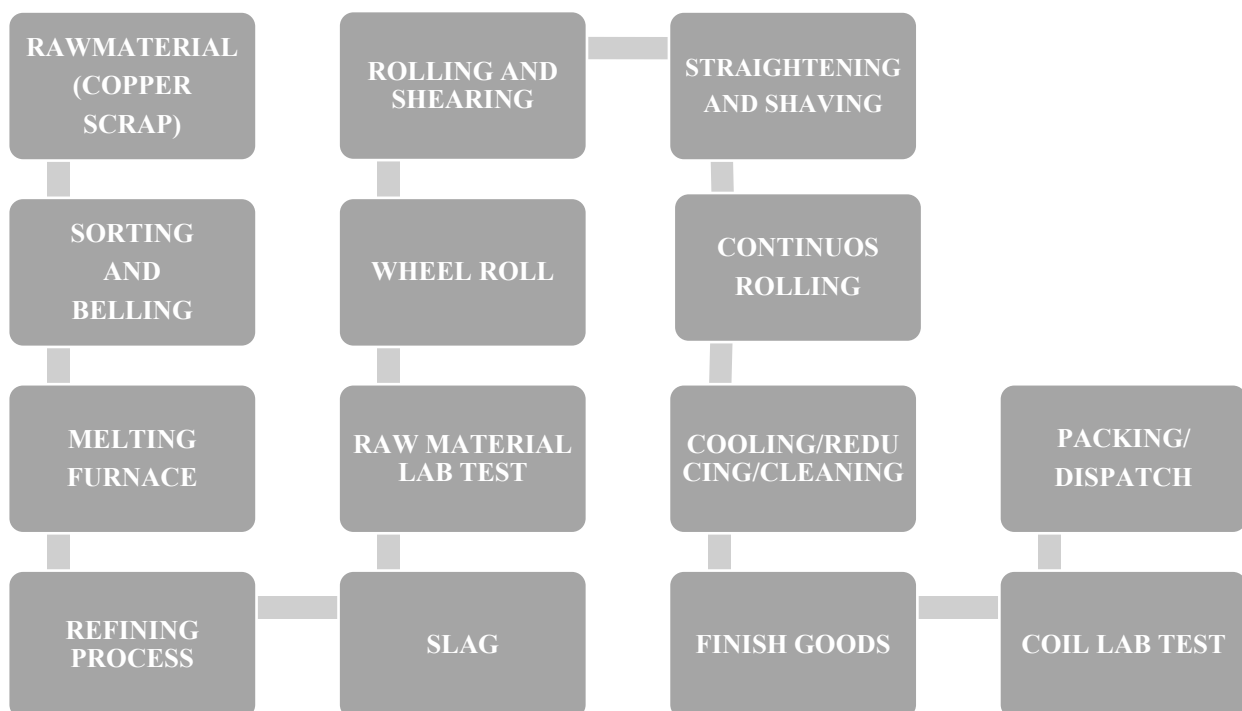 RAWMATERIAL
(COPPER
SCRAP)
SORTING
AND
BELLING
MELTING
FURNACE
REFINING
PROCESS
SLAG
RAW MATERIAL
LAB TEST
WHEEL ROLL
ROLLING AND
SHEARING
STRAIGHTENING
AND SHAVING
CONTINUOS
ROLLING
COOLING/REDU
CING/CLEANING
FINISH GOODS
COIL LAB TEST
PACKING/
DISPATCH